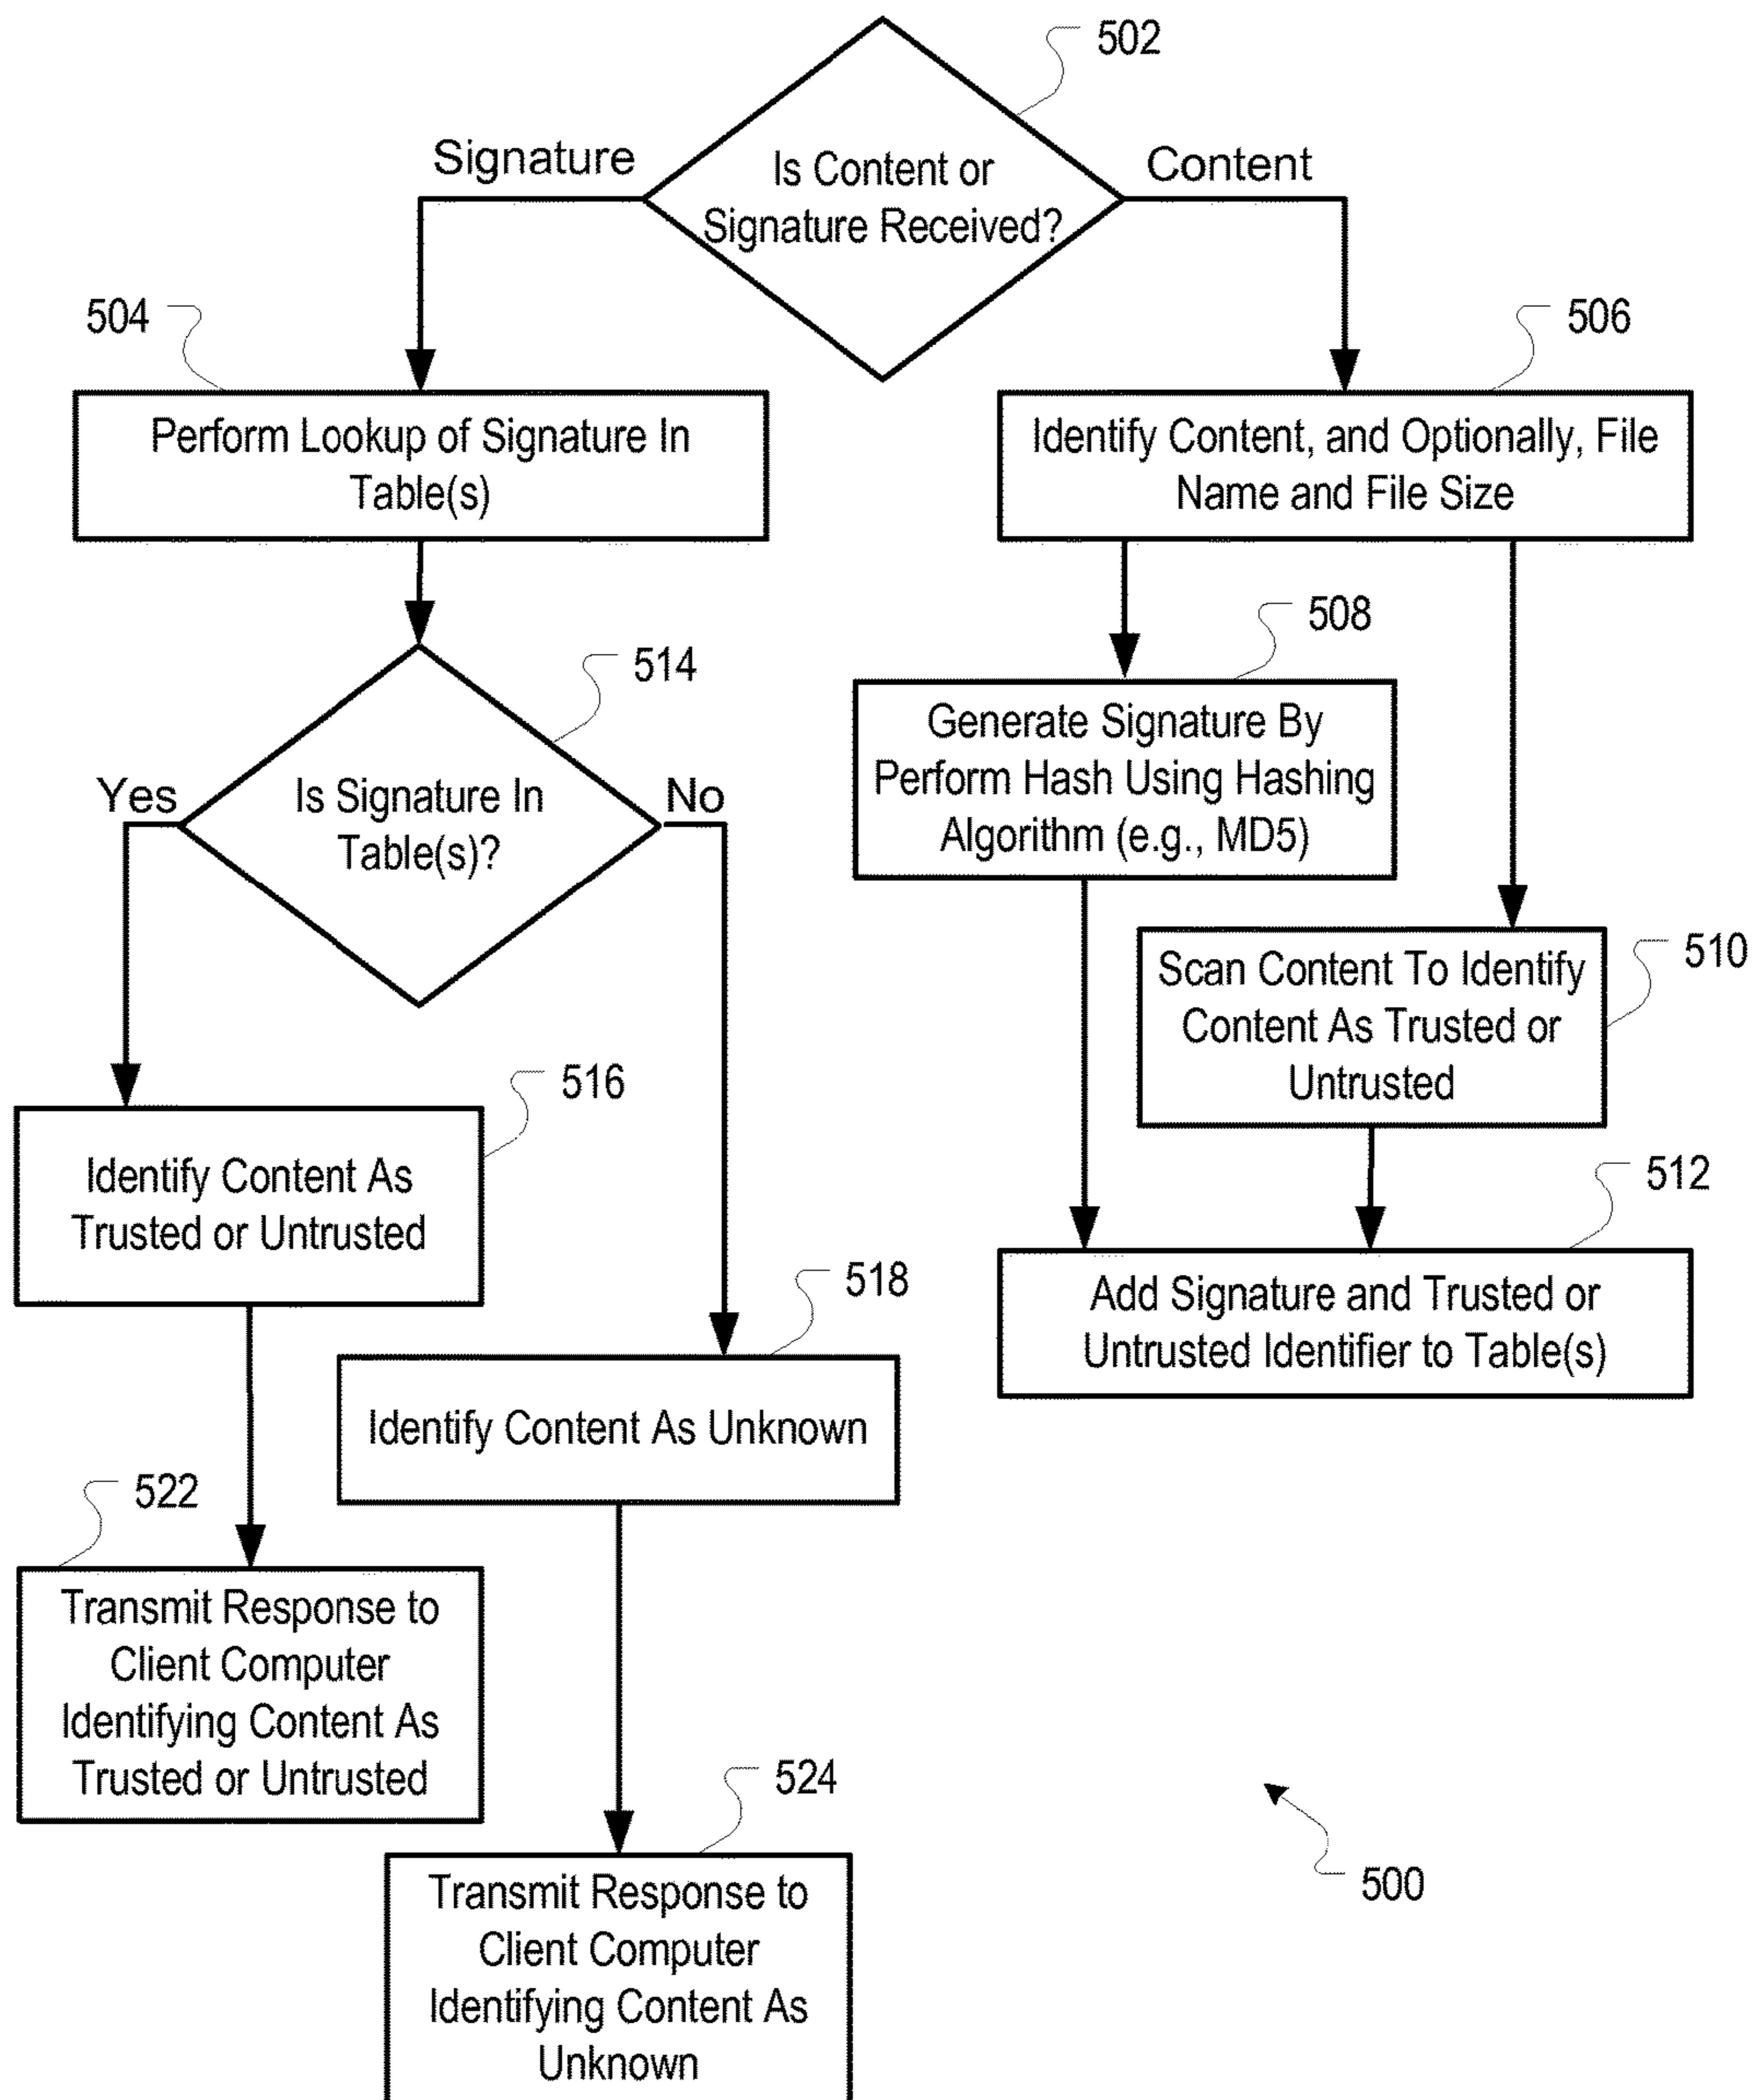 502
Signature
Content
Is Content or
Signature Received?
504
506
Perform Lookup of Signature In
Table(s)
Identify Content, and Optionally, File
Name and File Size
508
514
Generate Signature By
Perform Hash Using Hashing
Algorithm (e.g., MD5)
Yes
No
Is Signature In
Table(s)?
510
Scan Content To Identify
Content As Trusted or
Untrusted
516
512
Identify Content As
Trusted or Untrusted
518
Add Signature and Trusted or
Untrusted Identifier to Table(s)
Identify Content As Unknown
522
Transmit Response to
Client Computer
Identifying Content As
Trusted or Untrusted
524
500
Transmit Response to
Client Computer
Identifying Content As
Unknown